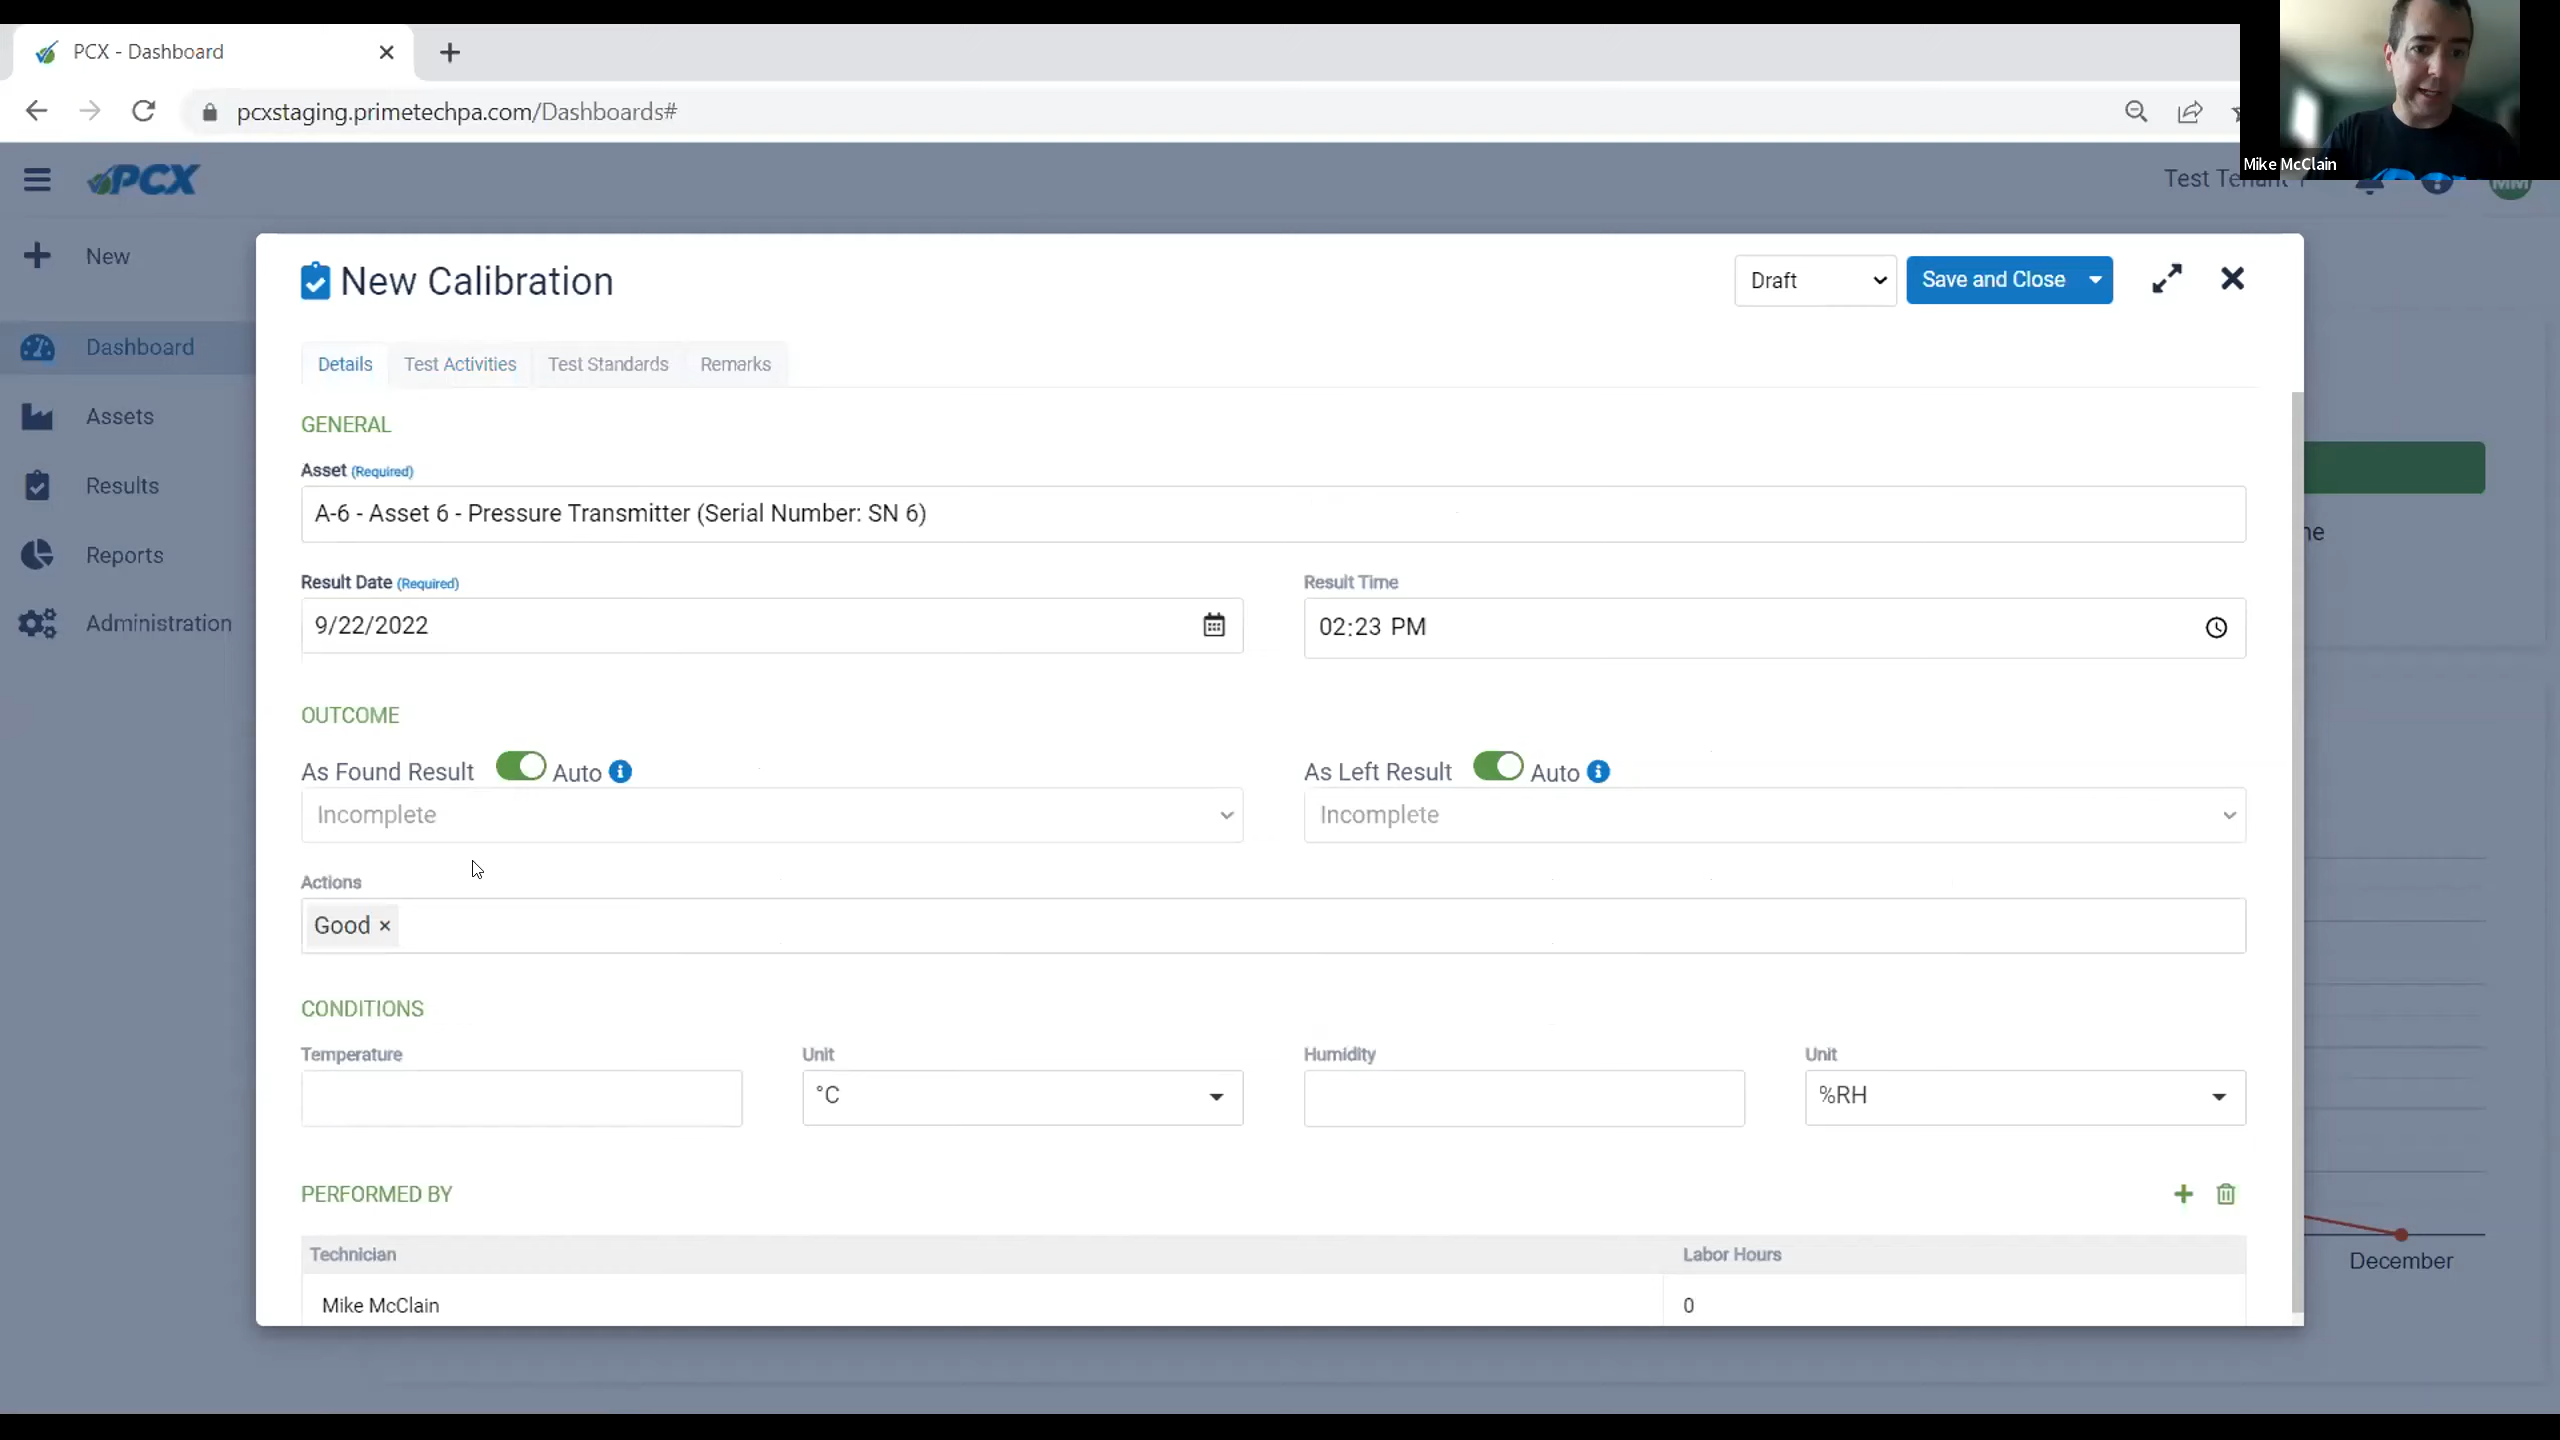 PCX - Dashboard
pcxstaging.primetechpa.com/Dashboards#
Mike McClain
PCX
Test Tenant
MM
New
Dashboard
Assets
Results
Reports
Administration
New Calibration
Draft
Save and Close
Details
Test Activities
Test Standards
Remarks
GENERAL
Asset (Required)
A-6 - Asset 6 - Pressure Transmitter (Serial Number: SN 6)
Result Date (Required)
Result Time
9/22/2022
02:23 PM
OUTCOME
As Found Result Auto
As Left Result Auto
Incomplete
Incomplete
Actions
Good ×
CONDITIONS
Temperature
Unit
Humidity
Unit
°C
%RH
PERFORMED BY
Technician
Labor Hours
Mike McClain
0
December